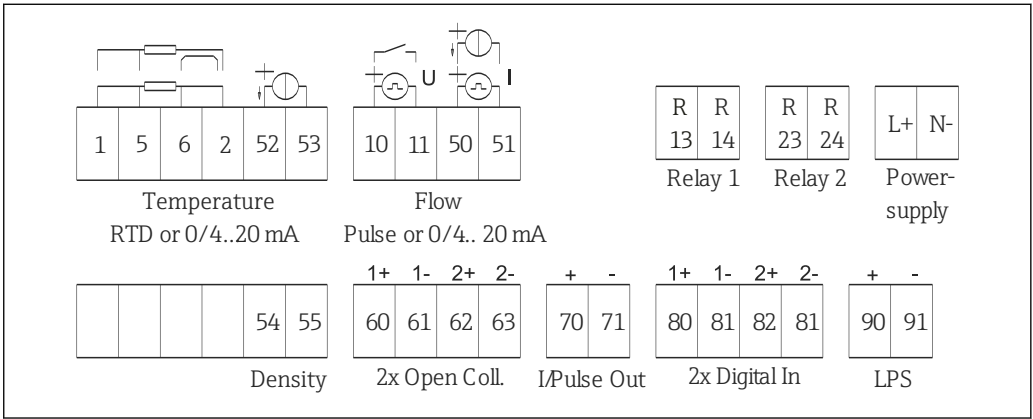 U I
1 5 6 2 52 53
10 11 50 51
R R
13 14
R R
23 24
L+ N-
Temperature
RTD or 0/4..20 mA
Flow
Pulse or 0/4.. 20 mA
Relay 1
Relay 2
Power-
supply
1+ 1- 2+ 2-
+ -
1+ 1- 2+ 2-
+ -
54 55
60 61 62 63
70 71
80 81 82 81
90 91
Density
2x Open Coll.
I/Pulse Out
2x Digital In
LPS